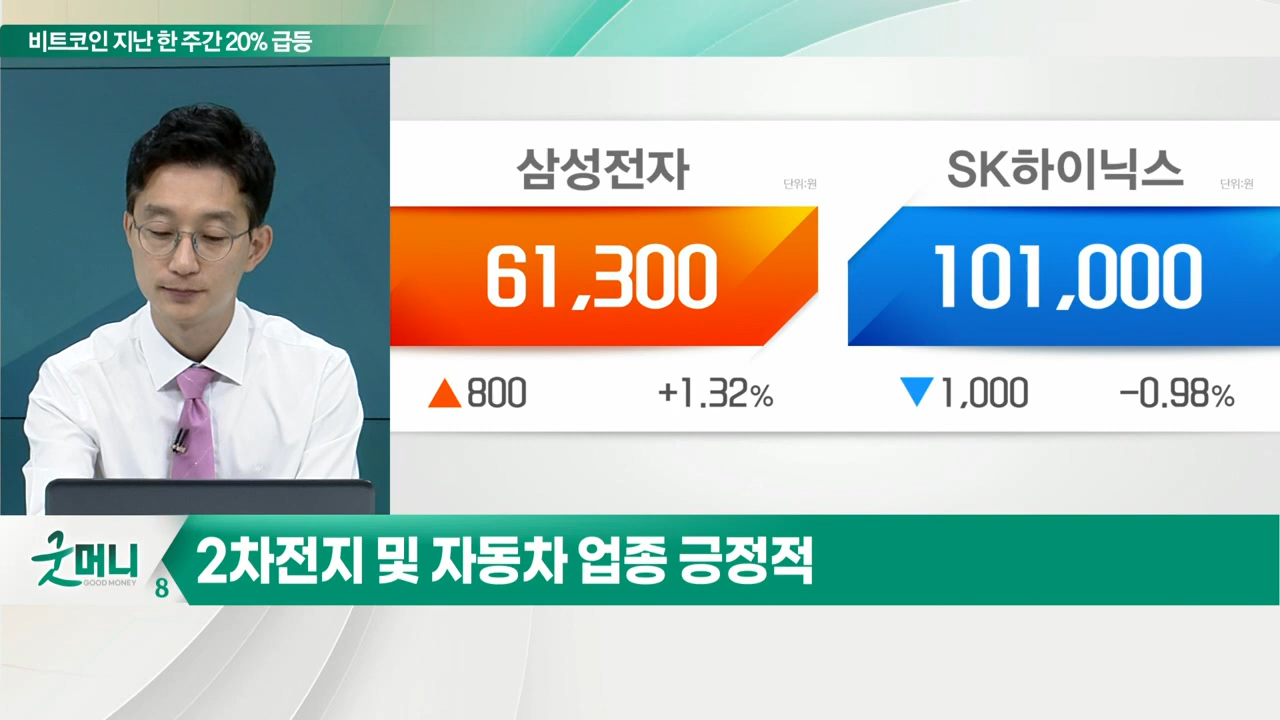 비트코인 지난 한 주간 20% 급등
삼성전자
단위:원
61,300
▲800 +1.32%
SK하이닉스
단위:원
101,000
▼1,000 -0.98%
굿머니
GOOD MONEY
8
2차전지 및 자동차 업종 긍정적